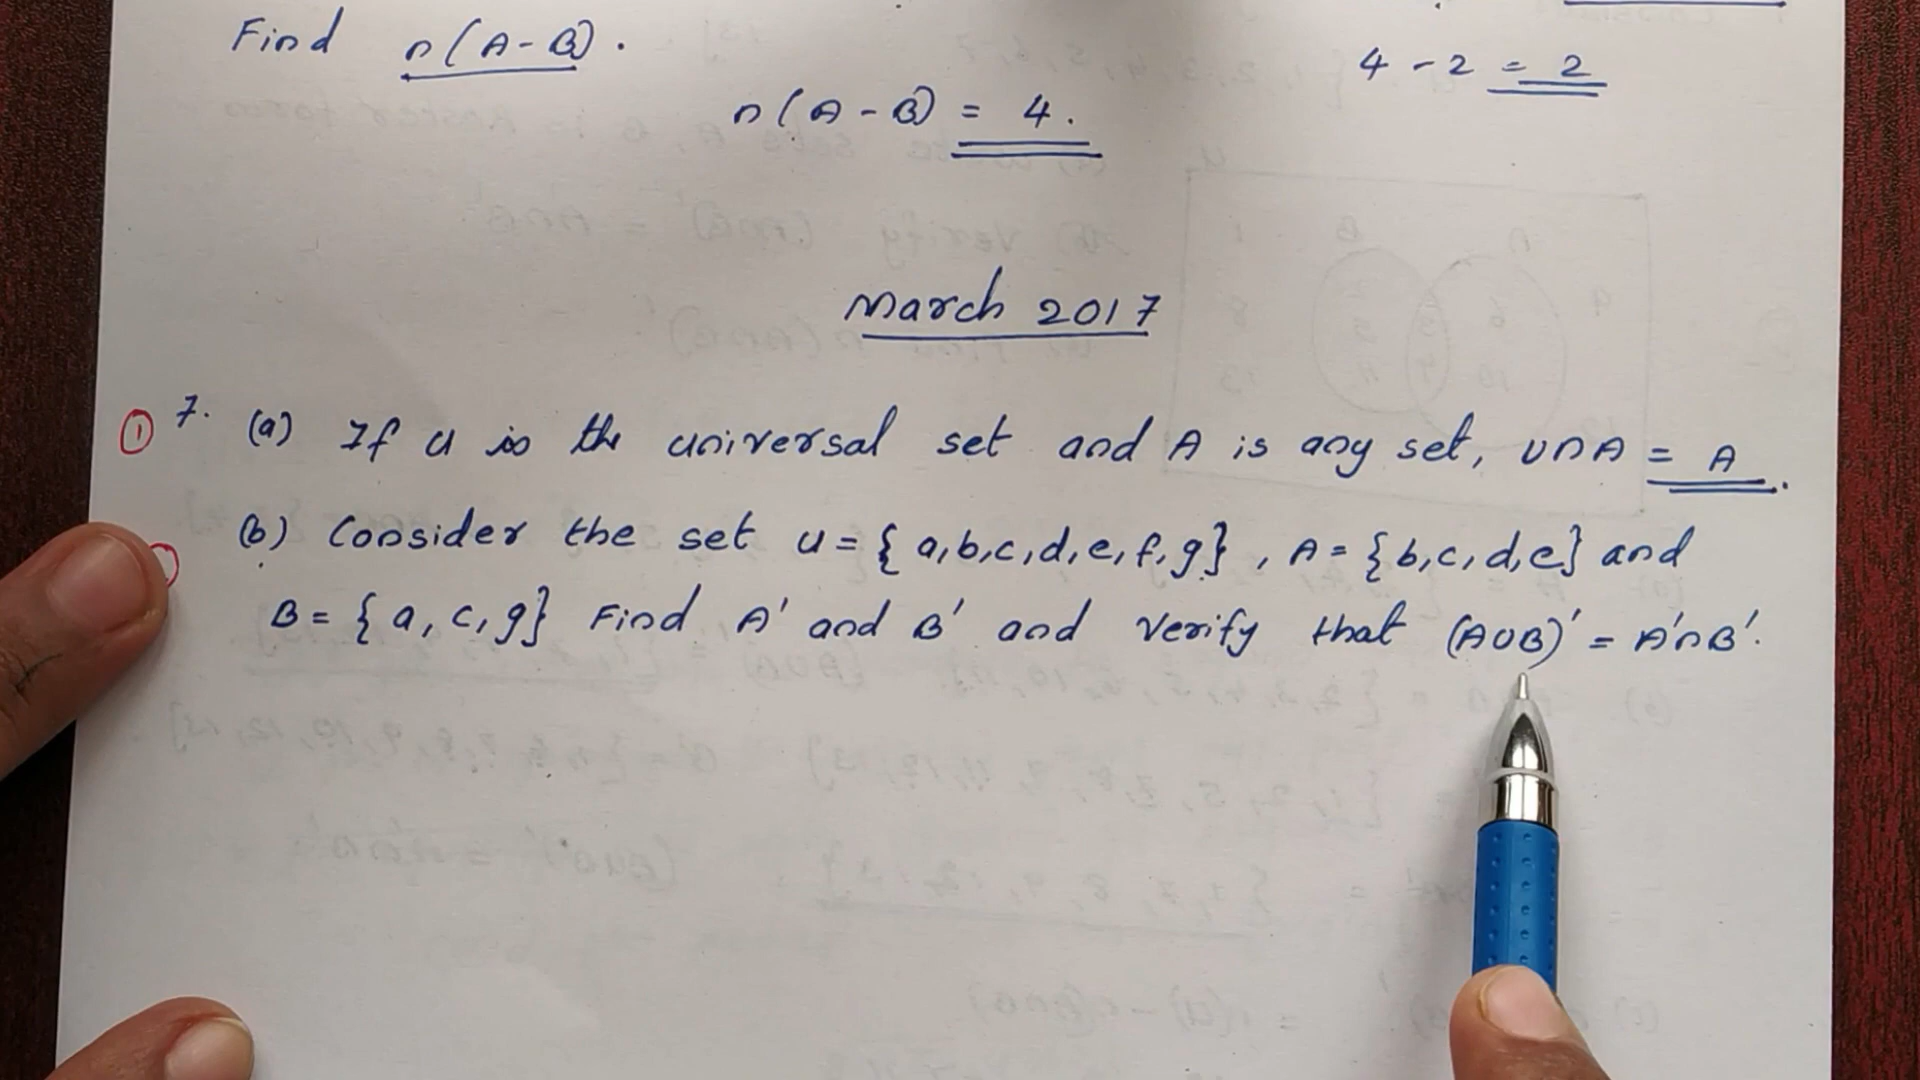 Find n(A-B).
4 - 2 = 2
n(A-B) = 4.
March 2017
① 7. (a) If U is the universal set and A is any set, U∩A = A.
(b) Consider the set U = {a,b,c,d,e,f,g}, A = {b,c,d,e} and
B = {a,c,g} Find A' and B' and verify that (A∪B)' = A'∩B'.